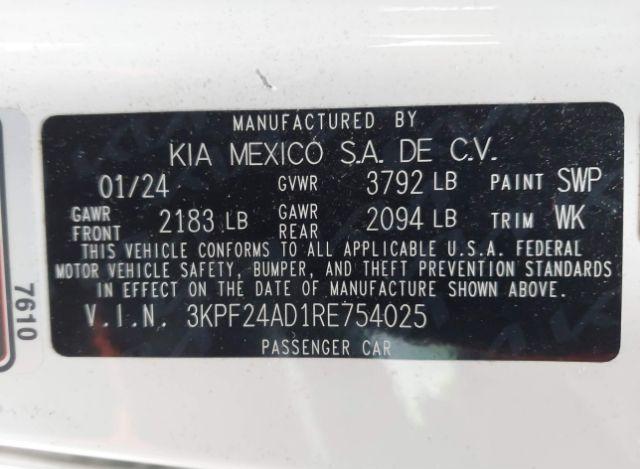 MANUFACTURED BY
KIA MEXICO S.A. DE C.V.
01/24 GVWR 3792 LB PAINT SWP
GAWR FRONT 2183 LB GAWR REAR 2094 LB TRIM WK
THIS VEHICLE CONFORMS TO ALL APPLICABLE U.S.A. FEDERAL
MOTOR VEHICLE SAFETY, BUMPER, AND THEFT PREVENTION STANDARDS
IN EFFECT ON THE DATE OF MANUFACTURE SHOWN ABOVE.
V.I.N. 3KPF24AD1RE754025
PASSENGER CAR
7610